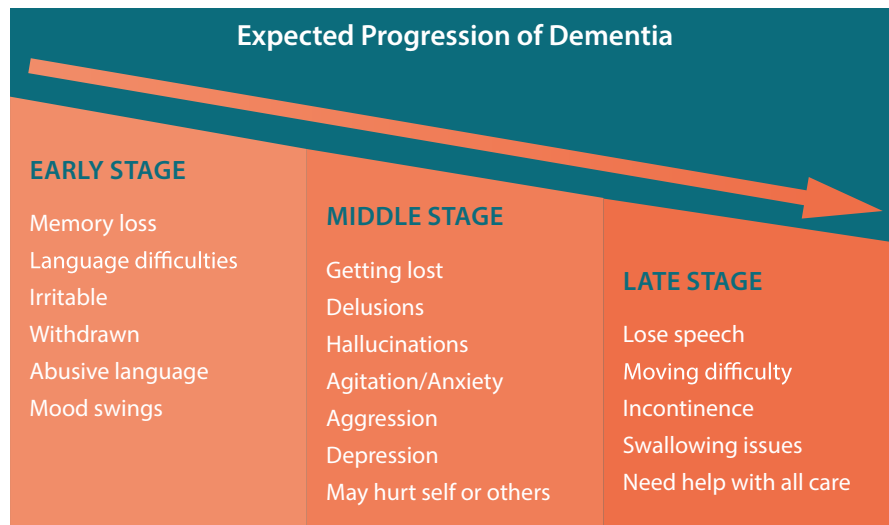 Expected Progression of Dementia
EARLY STAGE
Memory loss
Language difficulties
Irritable
Withdrawn
Abusive language
Mood swings
MIDDLE STAGE
Getting lost
Delusions
Hallucinations
Agitation/Anxiety
Aggression
Depression
May hurt self or others
LATE STAGE
Lose speech
Moving difficulty
Incontinence
Swallowing issues
Need help with all care